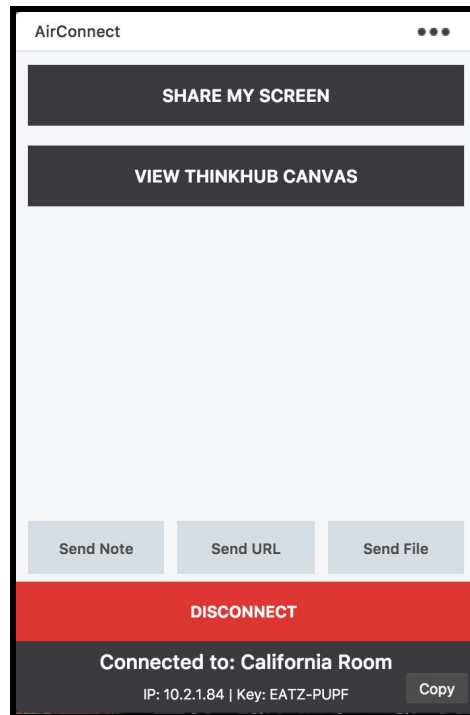 AirConnect
SHARE MY SCREEN
VIEW THINKHUB CANVAS
Send Note Send URL Send File
DISCONNECT
Connected to: California Room
IP: 10.2.1.84 | Key: EATZ-PUPF Copy